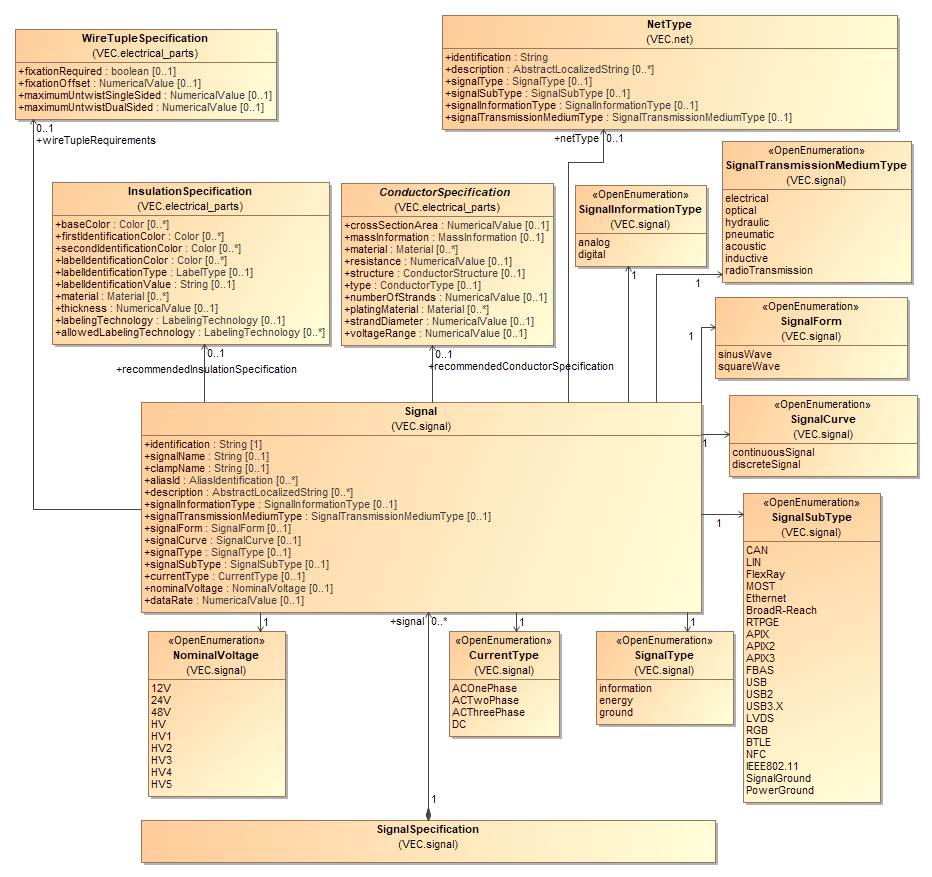 WireTupleSpecification
(VEC.electrical_parts)
+fixationRequired : boolean [0..1]
+fixationOffset : NumericalValue [0..1]
+maximumUntwistSingleSided : NumericalValue [0..1]
+maximumUntwistDualSided : NumericalValue [0..1]
0..1
+wireTupleRequirements
NetType
(VEC.net)
+identification : String
+description : AbstractLocalizedString [0..*]
+signalType : SignalType [0..1]
+signalSubType : SignalSubType [0..1]
+signalInformationType : SignalInformationType [0..1]
+signalTransmissionMediumType : SignalTransmissionMediumType [0..1]
+netType
0..1
InsulationSpecification
(VEC.electrical_parts)
+baseColor : Color [0..*]
+firstIdentificationColor : Color [0..*]
+secondIdentificationColor : Color [0..*]
+labelIdentificationColor : Color [0..*]
+labelIdentificationType : LabelType [0..1]
+labelIdentificationValue : String [0..1]
+material : Material [0..*]
+thickness : NumericalValue [0..1]
+labelingTechnology : LabelingTechnology [0..1]
+allowedLabelingTechnology : LabelingTechnology [0..*]
0..1
+recommendedInsulationSpecification
ConductorSpecification
(VEC.electrical_parts)
+crossSectionArea : NumericalValue [0..1]
+massInformation : MassInformation [0..1]
+material : Material [0..*]
+resistance : NumericalValue [0..1]
+structure : ConductorStructure [0..1]
+type : ConductorType [0..1]
+numberOfStrands : NumericalValue [0..1]
+platingMaterial : Material [0..*]
+strandDiameter : NumericalValue [0..1]
+voltageRange : NumericalValue [0..1]
0..1
+recommendedConductorSpecification
«OpenEnumeration»
SignalInformationType
(VEC.signal)
analog
digital
1
«OpenEnumeration»
SignalTransmissionMediumType
(VEC.signal)
electrical
optical
hydraulic
pneumatic
acoustic
inductive
radioTransmission
1
«OpenEnumeration»
SignalForm
(VEC.signal)
sinusWave
squareWave
1
«OpenEnumeration»
SignalCurve
(VEC.signal)
continuousSignal
discreteSignal
1
Signal
(VEC.signal)
+identification : String [1]
+signalName : String [0..1]
+clampName : String [0..1]
+aliasId : AliasIdentification [0..*]
+description : AbstractLocalizedString [0..*]
+signalInformationType : SignalInformationType [0..1]
+signalTransmissionMediumType : SignalTransmissionMediumType [0..1]
+signalForm : SignalForm [0..1]
+signalCurve : SignalCurve [0..1]
+signalType : SignalType [0..1]
+signalSubType : SignalSubType [0..1]
+currentType : CurrentType [0..1]
+nominalVoltage : NominalVoltage [0..1]
+dataRate : NumericalValue [0..1]
1
«OpenEnumeration»
SignalSubType
(VEC.signal)
CAN
LIN
FlexRay
MOST
Ethernet
BroadR-Reach
RTPGE
APIX
APIX2
APIX3
FBAS
USB
USB2
USB3.X
LVDS
RGB
BTLE
NFC
IEEE802.11
SignalGround
PowerGround
1
«OpenEnumeration»
NominalVoltage
(VEC.signal)
12V
24V
48V
HV
HV1
HV2
HV3
HV4
HV5
+signal
0..*
1
«OpenEnumeration»
CurrentType
(VEC.signal)
ACOnePhase
ACTwoPhase
ACThreePhase
DC
1
«OpenEnumeration»
SignalType
(VEC.signal)
information
energy
ground
1
SignalSpecification
(VEC.signal)